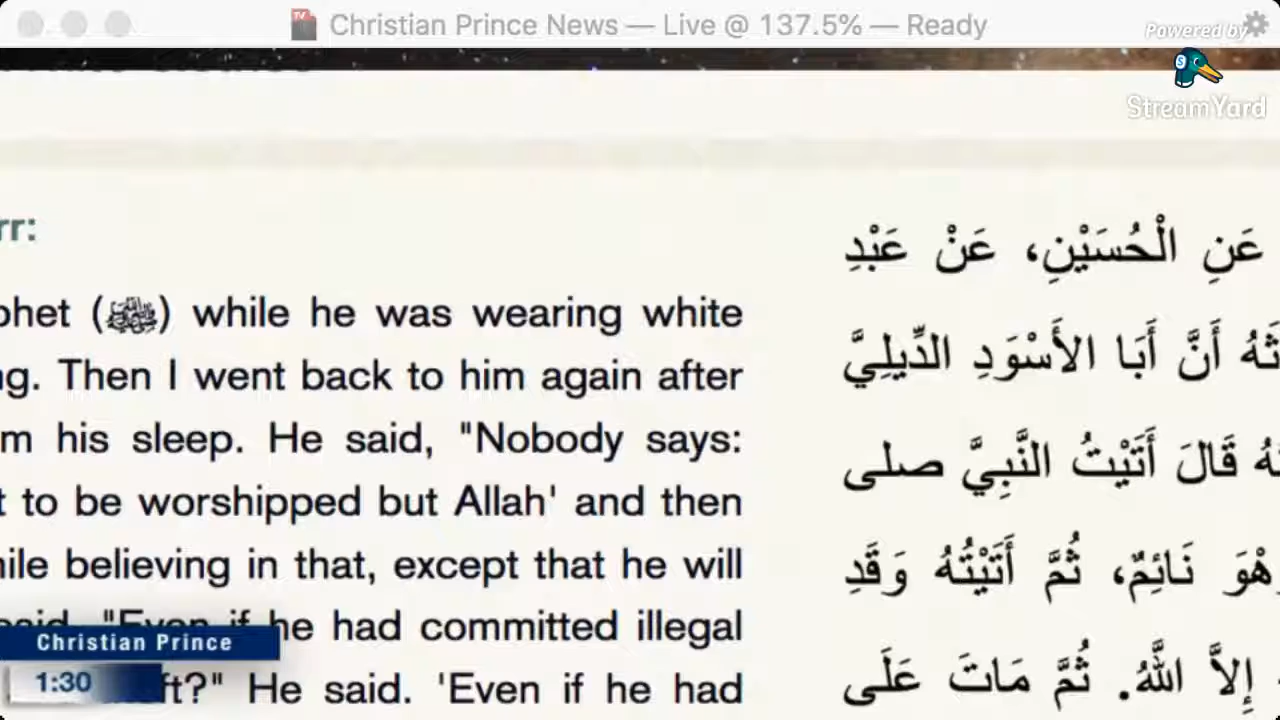 Christian Prince News — Live @ 137.5% — Ready
Powered by
StreamYard
rr:
phet (ﷺ) while he was wearing white
ng. Then I went back to him again after
m his sleep. He said, "Nobody says:
t to be worshipped but Allah' and then
hile believing in that, except that he will
said, "Even if he had committed illegal
ft?" He said. 'Even if he had
عَنِ الْحُسَيْنِ، عَنْ عَبْدِ
ثَهُ أَنَّ أَبَا الأَسْوَدِ الدِّيلِيَّ
هُ قَالَ أَتَيْتُ النَّبِيَّ صلى
وَهْوَ نَائِمٌ، ثُمَّ أَتَيْتُهُ وَقَدِ
إِلاَّ اللَّهُ. ثُمَّ مَاتَ عَلَى
Christian Prince
1:30